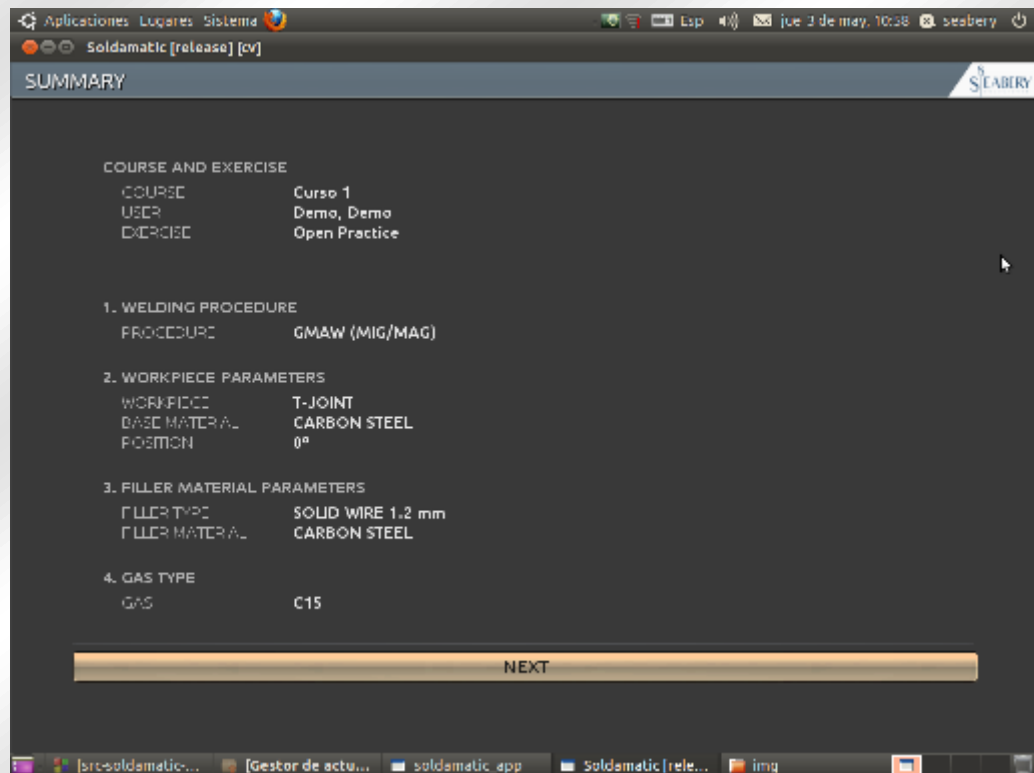 Aplicaciones Lugares Sistema Esp jue 3 de may, 10:58 seabery
Soldamatic [release] [cv]
SUMMARY SEABERY
COURSE AND EXERCISE
COURSE Curso 1
USER Demo, Demo
EXERCISE Open Practice
1. WELDING PROCEDURE
PROCEDURE GMAW (MIG/MAG)
2. WORKPIECE PARAMETERS
WORKPIECE T-JOINT
BASE MATERIAL CARBON STEEL
POSITION 0º
3. FILLER MATERIAL PARAMETERS
FILLER TYPE SOLID WIRE 1.2 mm
FILLER MATERIAL CARBON STEEL
4. GAS TYPE
GAS C15
NEXT
[src-soldamatic-... [Gestor de actu... soldamatic_app Soldamatic [rele... img